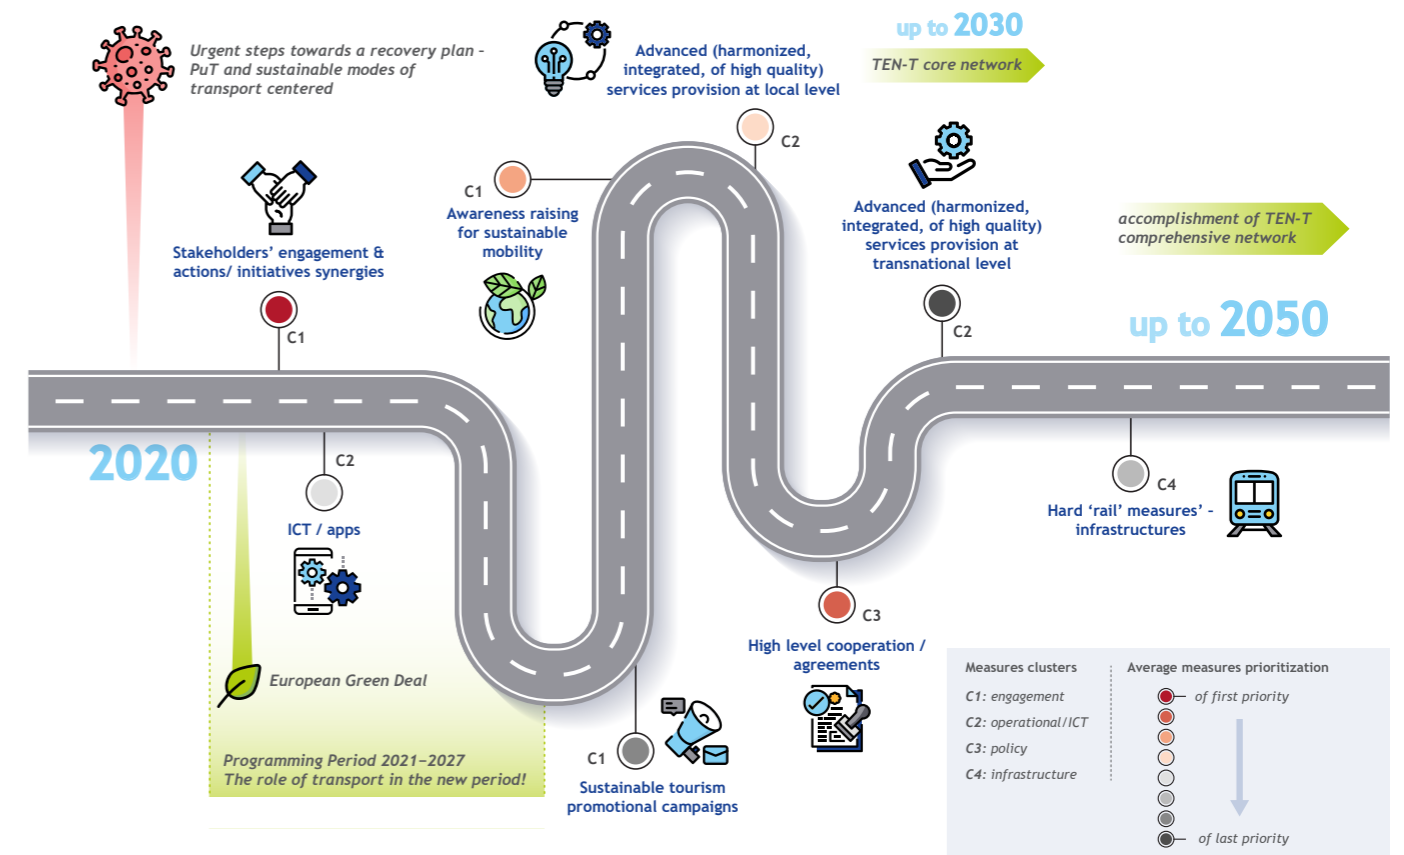 Urgent steps towards a recovery plan –
PuT and sustainable modes of
transport centered
Advanced (harmonized,
integrated, of high quality)
services provision at local level
C2
up to 2030
TEN-T core network
Stakeholders’ engagement &
actions/ initiatives synergies
C1
C1
Awareness raising
for sustainable
mobility
Advanced (harmonized,
integrated, of high quality)
services provision at
transnational level
C2
accomplishment of TEN-T
comprehensive network
up to 2050
2020
C2
ICT / apps
European Green Deal
Programming Period 2021–2027
The role of transport in the new period!
C1
Sustainable tourism
promotional campaigns
C3
High level cooperation /
agreements
C4
Hard ‘rail’ measures’ –
infrastructures
Measures clusters
C1: engagement
C2: operational/ICT
C3: policy
C4: infrastructure
Average measures prioritization
of first priority
of last priority